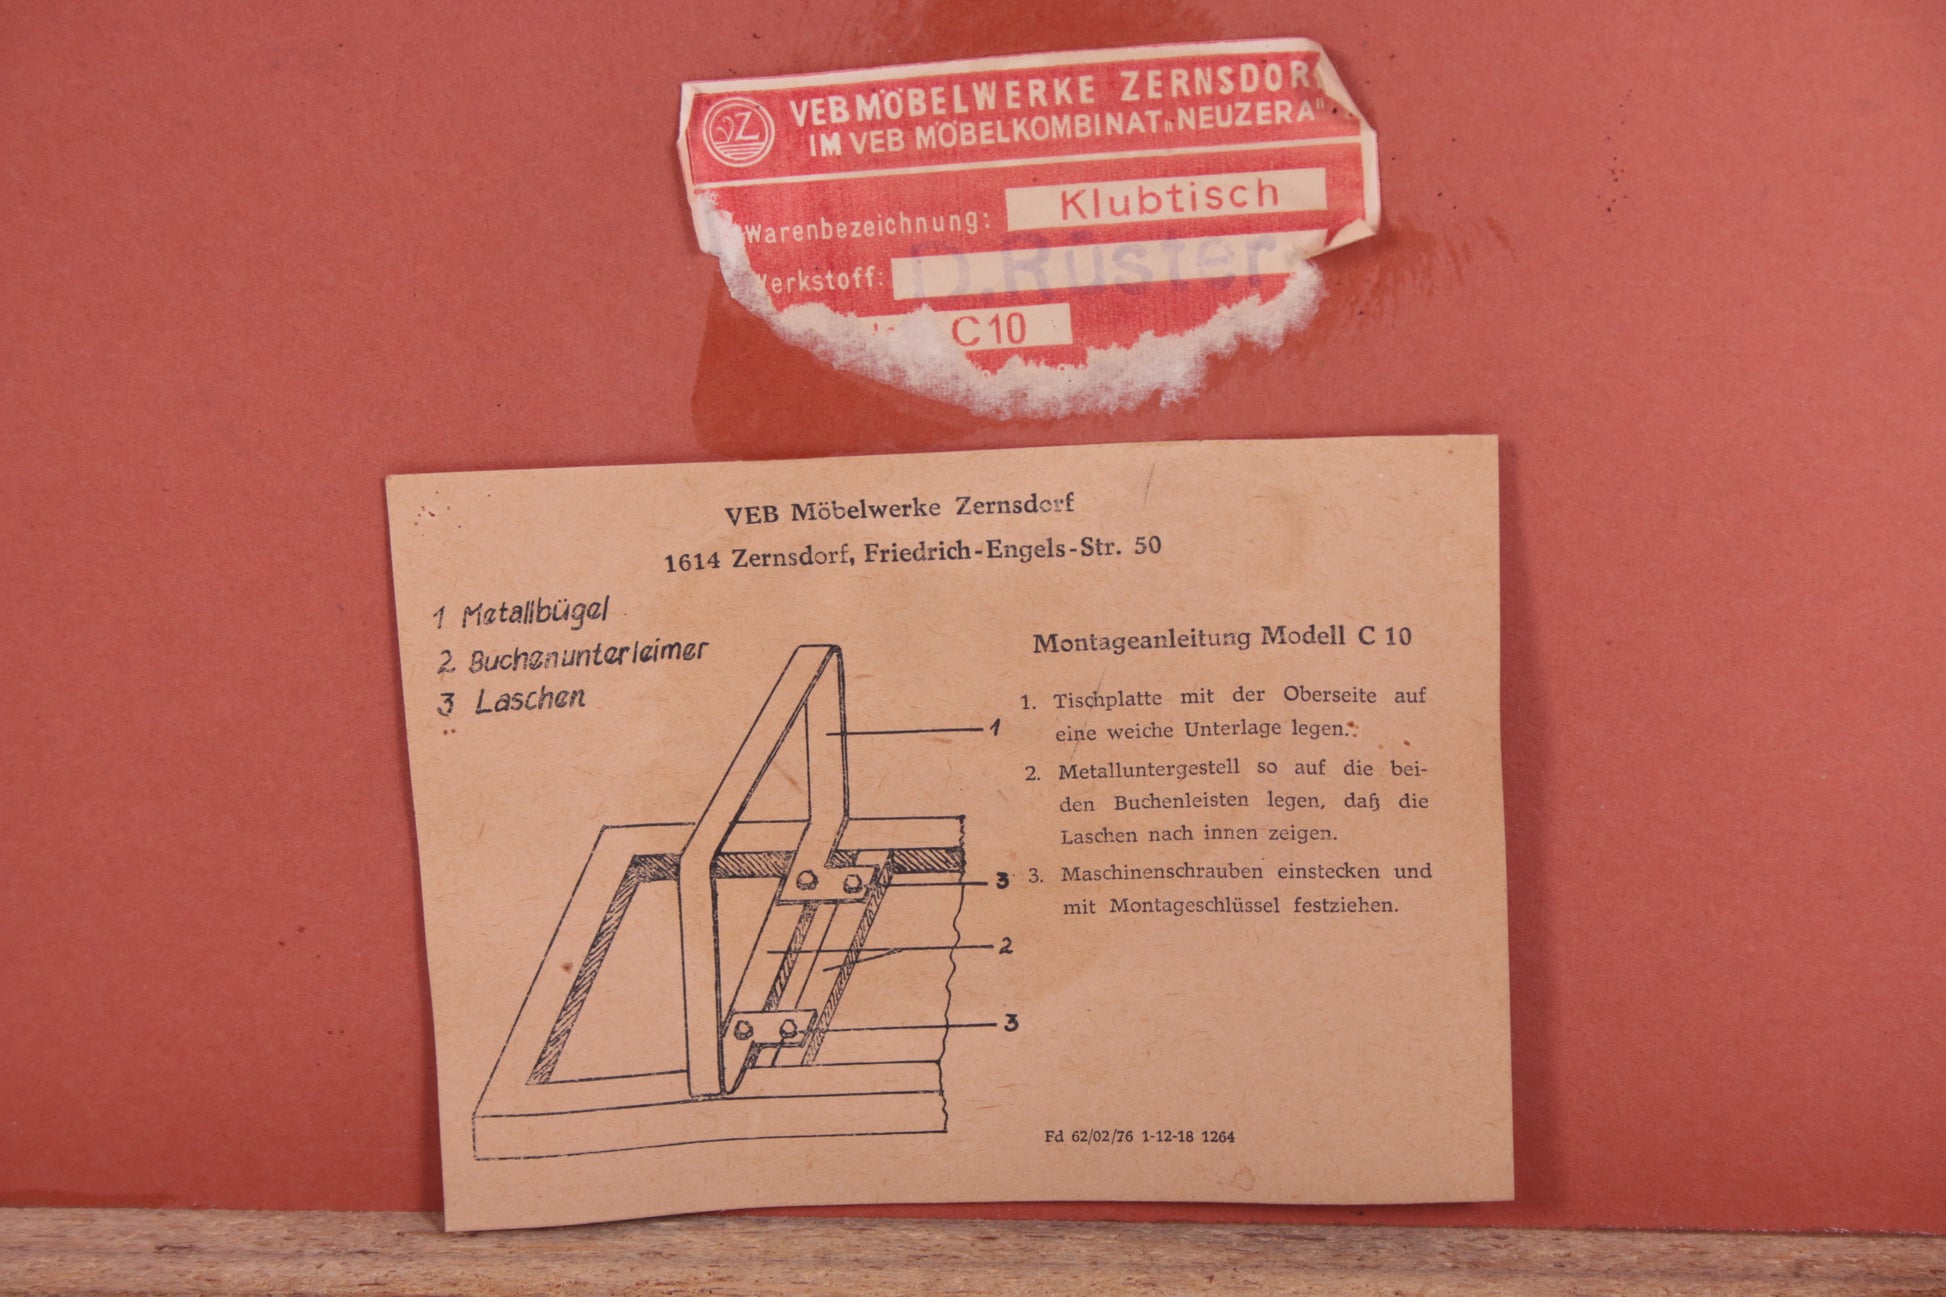 VEB MÖBELWERKE ZERNSDORF
IM VEB MÖBELKOMBINAT „NEUZERA"
Warenbezeichnung: Klubtisch
Werkstoff: D.Rüster
C 10
VEB Möbelwerke Zernsdorf
1614 Zernsdorf, Friedrich-Engels-Str. 50
1 Metallbügel
2 Buchenunterleimer
3 Laschen
1
3
2
3
Montageanleitung Modell C 10
1. Tischplatte mit der Oberseite auf
eine weiche Unterlage legen.
2. Metalluntergestell so auf die bei-
den Buchenleisten legen, daß die
Laschen nach innen zeigen.
3. Maschinenschrauben einstecken und
mit Montageschlüssel festziehen.
Fd 62/02/76 1-12-18 1264